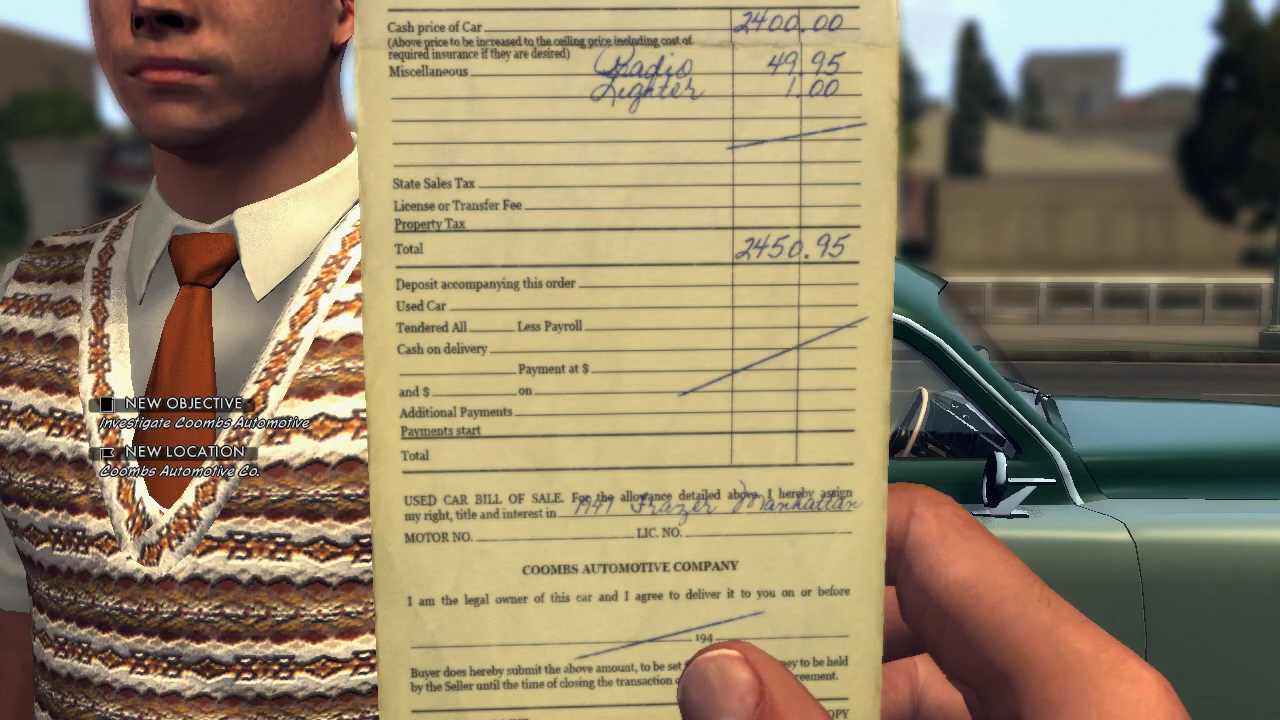 Cash price of Car 2400.00
(Above price to be increased to the ceiling price including cost of
required insurance if they are desired)
Miscellaneous Radio 49.95
Lighter 1.00
State Sales Tax
License or Transfer Fee
Property Tax
Total 2450.95
Deposit accompanying this order
Used Car
Tendered All Less Payroll
Cash on delivery
Payment at $
and $ on
Additional Payments
Payments start
Total
NEW OBJECTIVE
Investigate Coombs Automotive
NEW LOCATION
Coombs Automotive Co.
USED CAR BILL OF SALE. For the allowance detailed above, I hereby assign
my right, title and interest in 1947 Frazer Manhattan
MOTOR NO. LIC. NO.
COOMBS AUTOMOTIVE COMPANY
I am the legal owner of this car and I agree to deliver it to you on or before
194
Buyer does hereby submit the above amount, to be set to be held
by the Seller until the time of closing the transaction